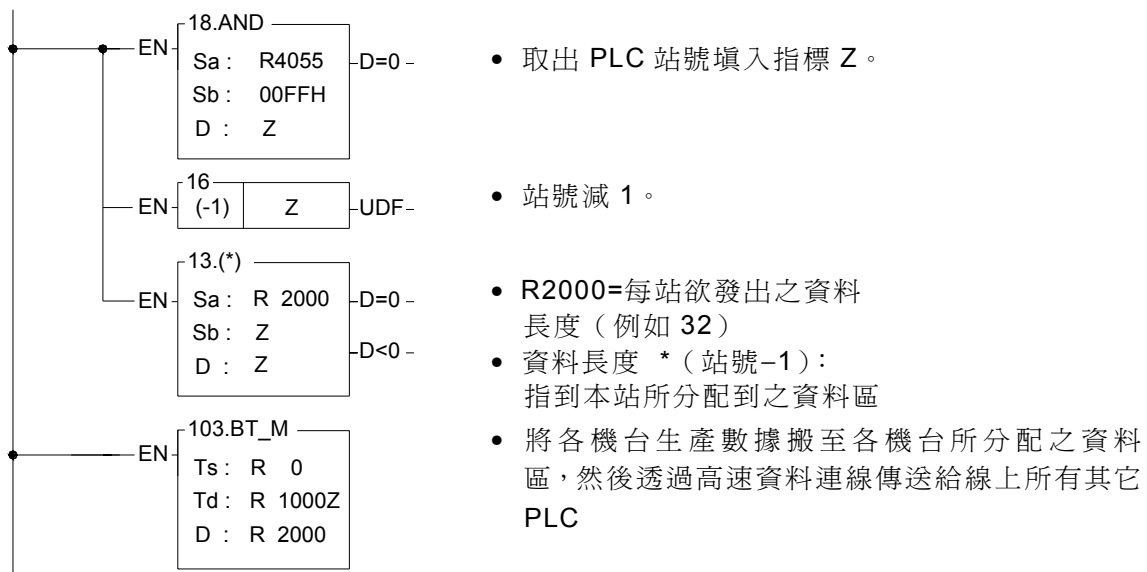 18.AND
EN
Sa : R4055
D=0
Sb : 00FFH
D : Z
• 取出 PLC 站號填入指標 Z。
16
EN
(-1)
Z
UDF
• 站號減 1。
13.(*)
EN
Sa : R 2000
D=0
Sb : Z
D<0
D : Z
• R2000=每站欲發出之資料
長度（例如 32）
• 資料長度 *（站號–1）：
指到本站所分配到之資料區
103.BT_M
EN
Ts : R 0
Td : R 1000Z
D : R 2000
• 將各機台生產數據搬至各機台所分配之資料
區，然後透過高速資料連線傳送給線上所有其它
PLC